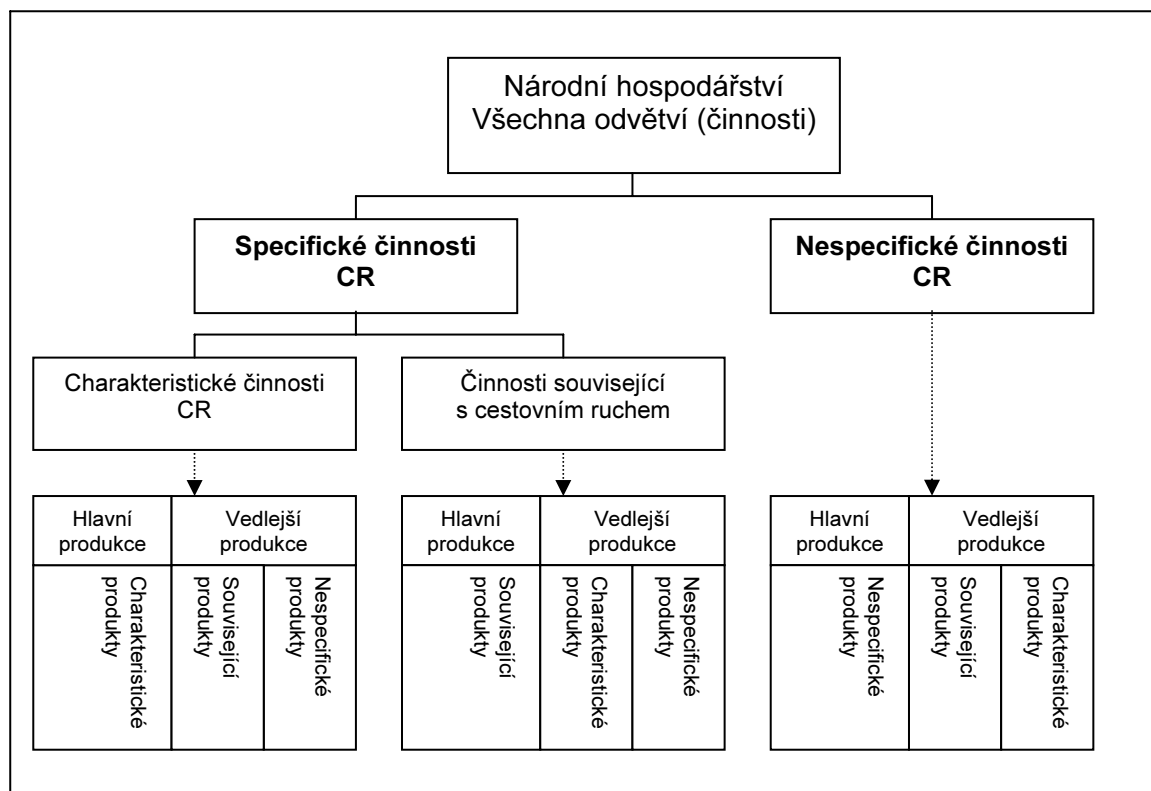 Národní hospodářství
Všechna odvětví (činnosti)
Specifické činnosti
CR
Nespecifické činnosti
CR
Charakteristické činnosti
CR
Činnosti související
s cestovním ruchem
Hlavní
produkce
Vedlejší
produkce
Charakteristické
produkty
Související
produkty
Nespecifické
produkty
Hlavní
produkce
Vedlejší
produkce
Související
produkty
Charakteristické
produkty
Nespecifické
produkty
Hlavní
produkce
Vedlejší
produkce
Nespecifické
produkty
Související
produkty
Charakteristické
produkty